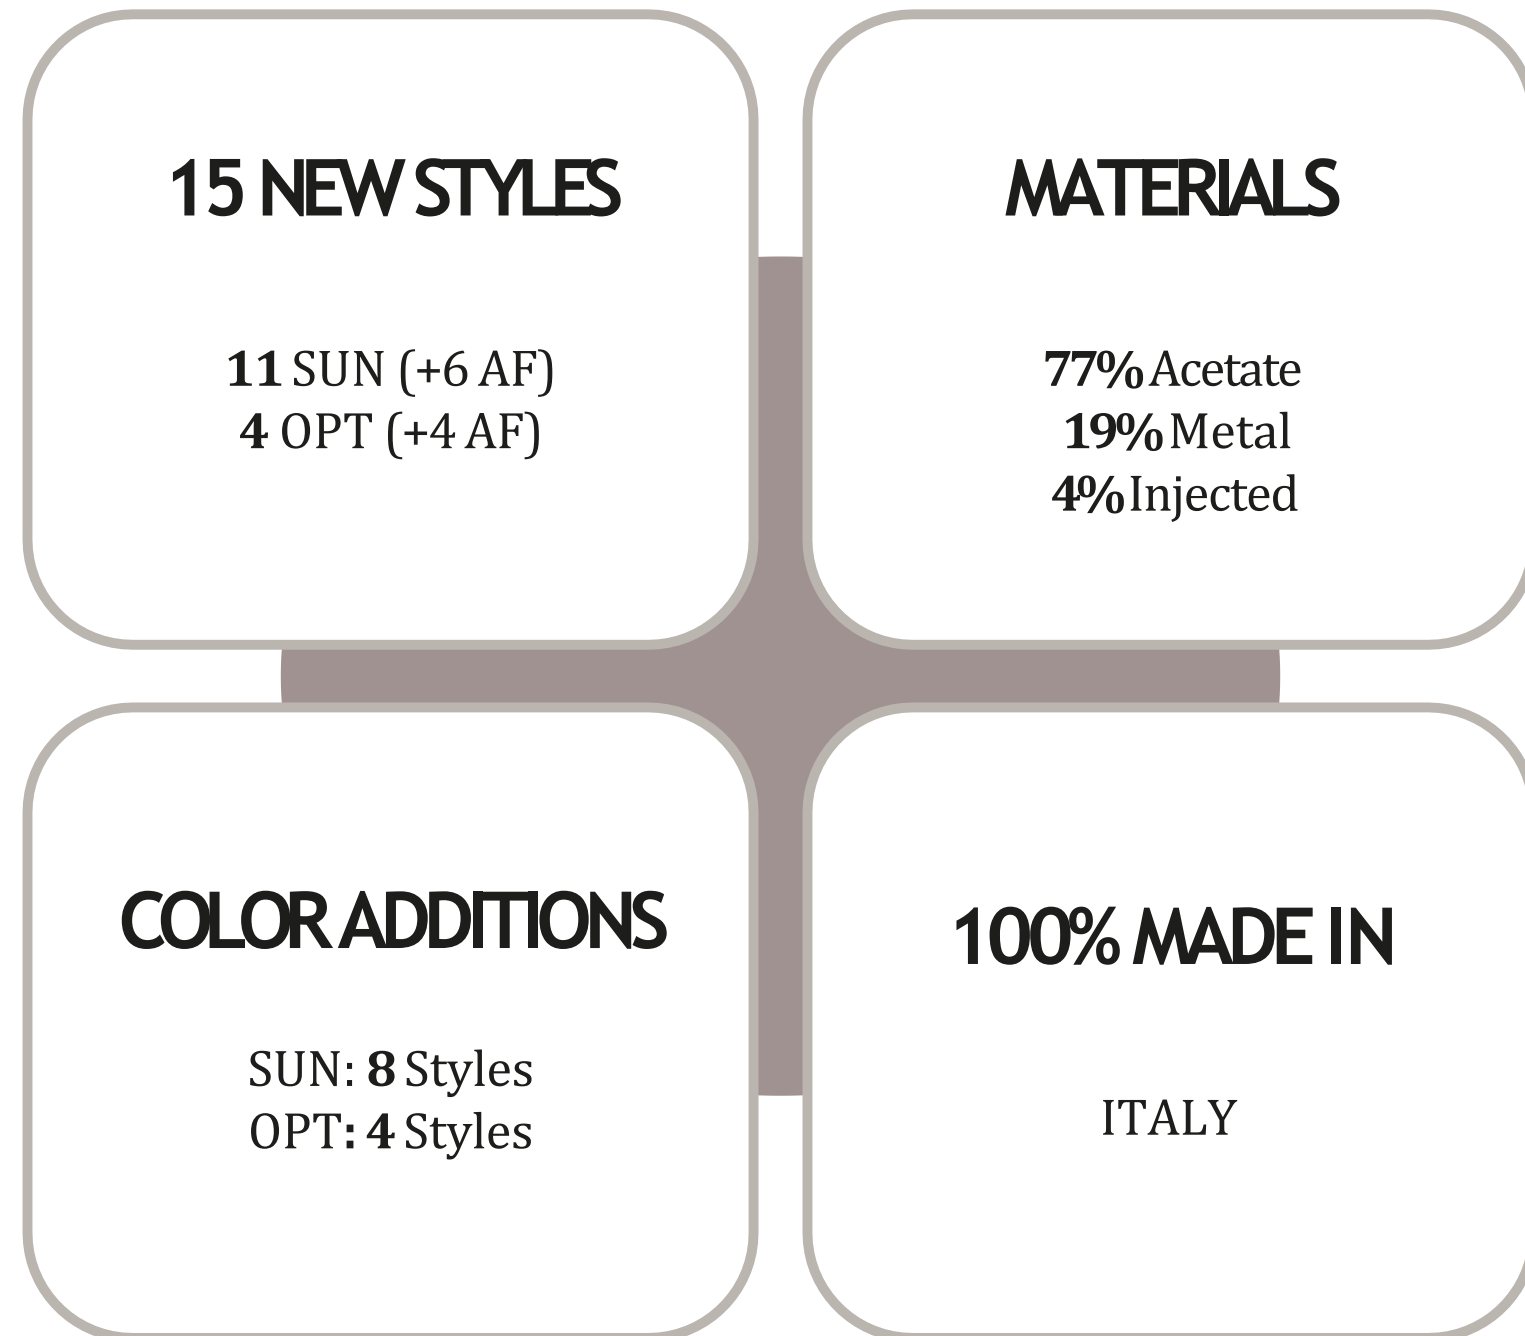 15 NEW STYLES
11 SUN (+6 AF)
4 OPT (+4 AF)
MATERIALS
77% Acetate
19% Metal
4% Injected
COLOR ADDITIONS
SUN: 8 Styles
OPT: 4 Styles
100% MADE IN
ITALY